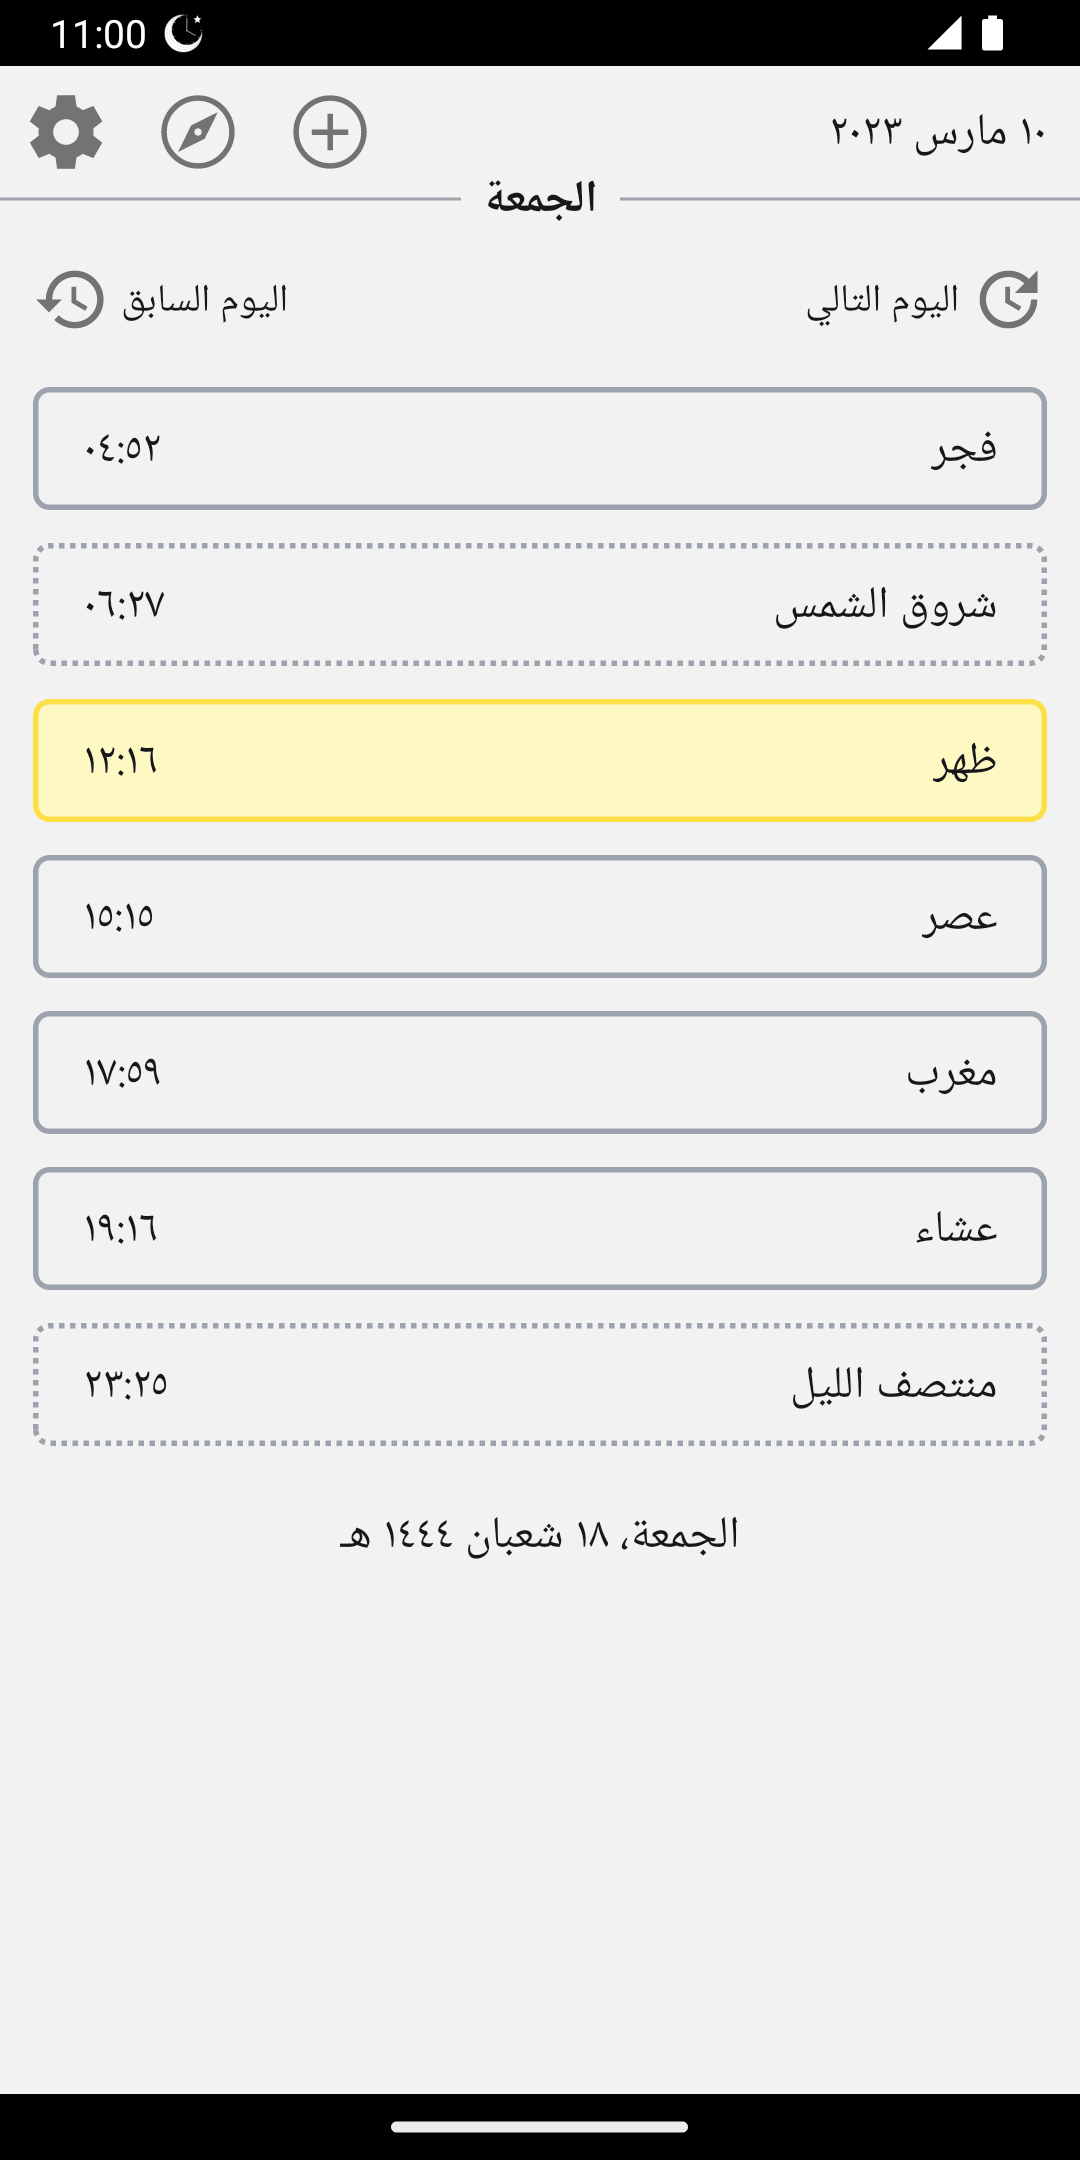 11:00
١٠ مارس ٢٠٢٣
الجمعة
اليوم التالي
اليوم السابق
فجر ٠٤:٥٢
شروق الشمس ٠٦:٢٧
ظهر ١٢:١٦
عصر ١٥:١٥
مغرب ١٧:٥٩
عشاء ١٩:١٦
منتصف الليل ٢٣:٢٥
الجمعة، ١٨ شعبان ١٤٤٤ هـ